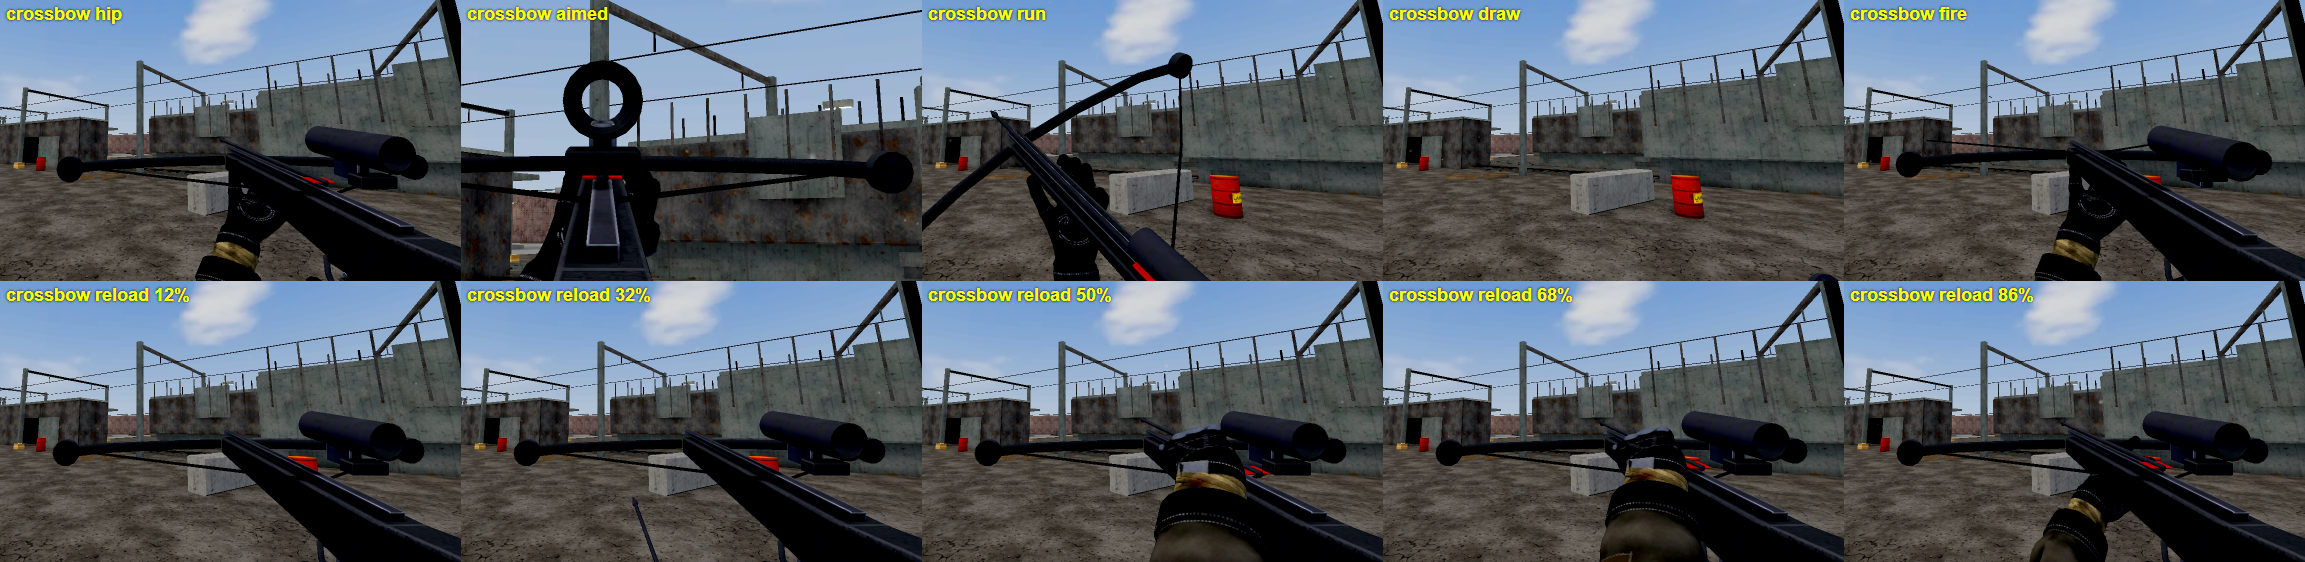 crossbow hip
crossbow aimed
crossbow run
crossbow draw
crossbow fire
crossbow reload 12%
crossbow reload 32%
crossbow reload 50%
crossbow reload 68%
crossbow reload 86%